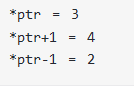 *ptr = 3
*ptr+1 = 4
*ptr-1 = 2